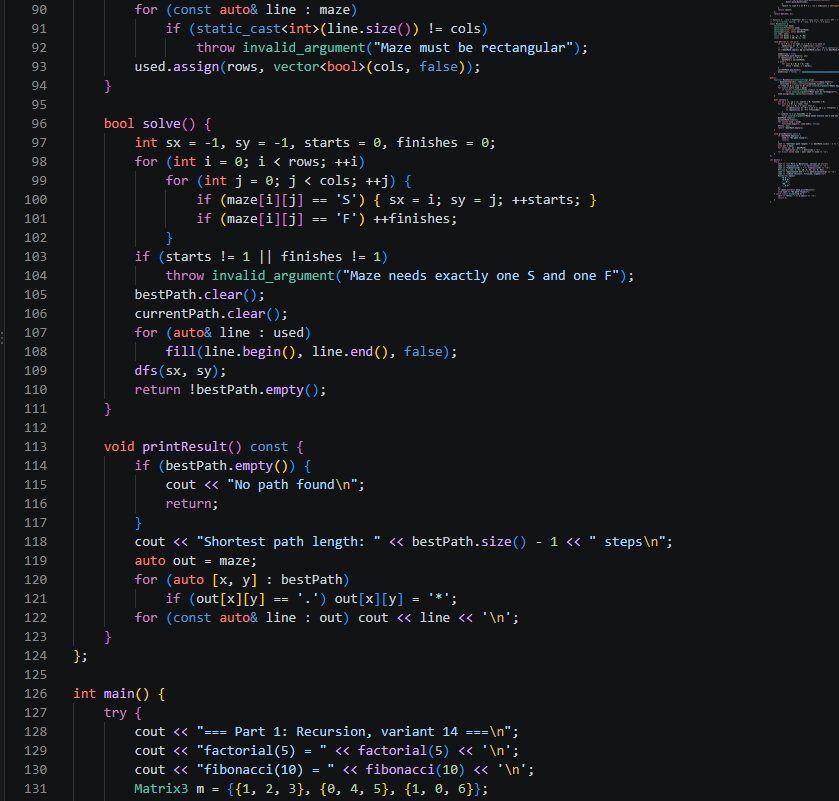 90 for (const auto& line : maze)
91 if (static_cast<int>(line.size()) != cols)
92 throw invalid_argument("Maze must be rectangular");
93 used.assign(rows, vector<bool>(cols, false));
94 }
95
96 bool solve() {
97 int sx = -1, sy = -1, starts = 0, finishes = 0;
98 for (int i = 0; i < rows; ++i)
99 for (int j = 0; j < cols; ++j) {
100 if (maze[i][j] == 'S') { sx = i; sy = j; ++starts; }
101 if (maze[i][j] == 'F') ++finishes;
102 }
103 if (starts != 1 || finishes != 1)
104 throw invalid_argument("Maze needs exactly one S and one F");
105 bestPath.clear();
106 currentPath.clear();
107 for (auto& line : used)
108 fill(line.begin(), line.end(), false);
109 dfs(sx, sy);
110 return !bestPath.empty();
111 }
112
113 void printResult() const {
114 if (bestPath.empty()) {
115 cout << "No path found\n";
116 return;
117 }
118 cout << "Shortest path length: " << bestPath.size() - 1 << " steps\n";
119 auto out = maze;
120 for (auto [x, y] : bestPath)
121 if (out[x][y] == '.') out[x][y] = '*';
122 for (const auto& line : out) cout << line << '\n';
123 }
124 };
125
126 int main() {
127 try {
128 cout << "=== Part 1: Recursion, variant 14 ===\n";
129 cout << "factorial(5) = " << factorial(5) << '\n';
130 cout << "fibonacci(10) = " << fibonacci(10) << '\n';
131 Matrix3 m = {{1, 2, 3}, {0, 4, 5}, {1, 0, 6}};